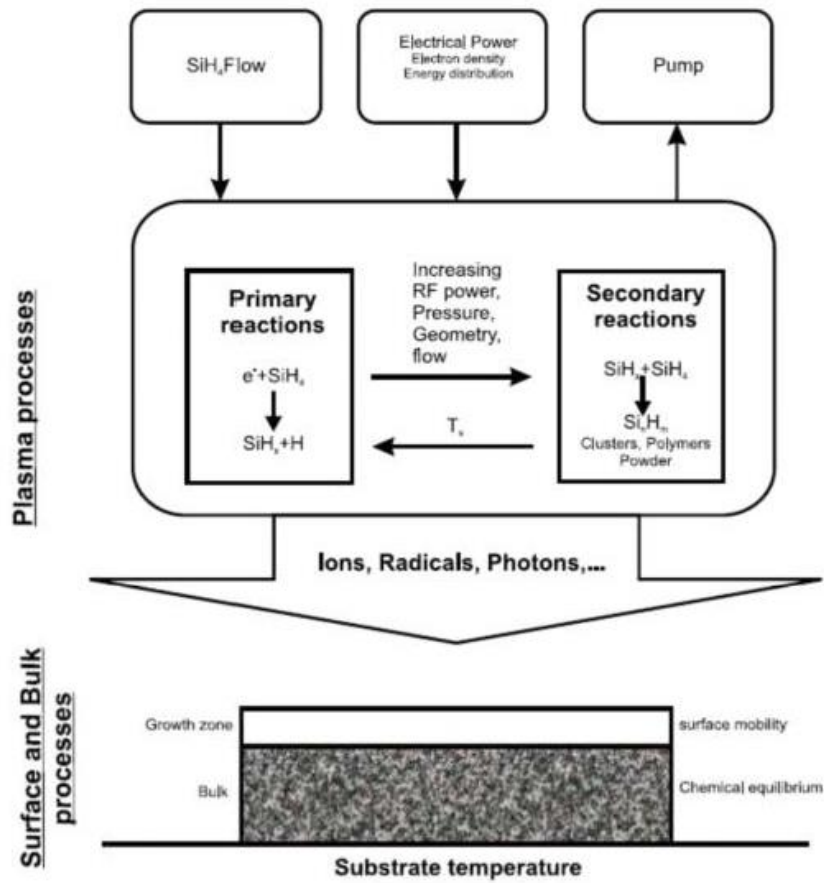 SiH₄Flow
Electrical Power
Electron density
Energy distribution
Pump
Plasma processes
Primary
reactions
e⁻+SiH₄
SiHₓ+H
Increasing
RF power,
Pressure,
Geometry,
flow
Tₛ
Secondary
reactions
SiHₓ+SiH₄
SiₙHₘ
Clusters, Polymers
Powder
Ions, Radicals, Photons,...
Surface and Bulk
processes
Growth zone
surface mobility
Bulk
Chemical equilibrium
Substrate temperature